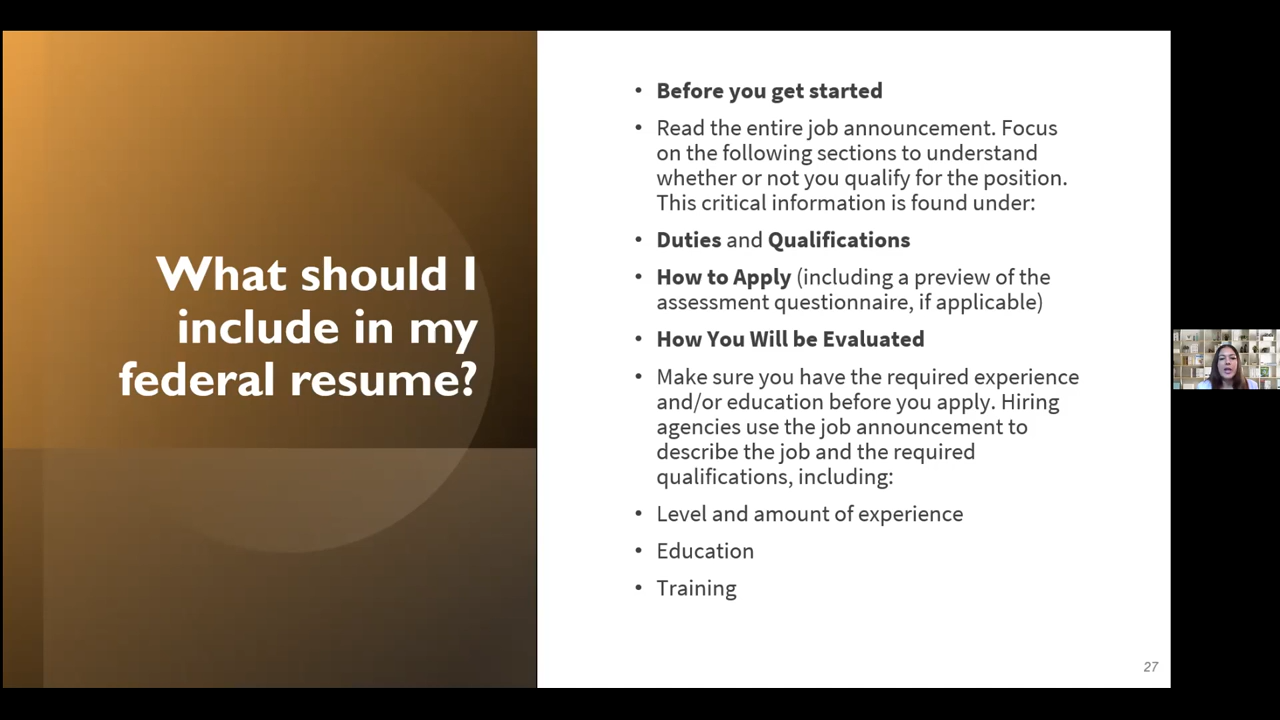 What should I
include in my
federal resume?
• Before you get started
• Read the entire job announcement. Focus
on the following sections to understand
whether or not you qualify for the position.
This critical information is found under:
• Duties and Qualifications
• How to Apply (including a preview of the
assessment questionnaire, if applicable)
• How You Will be Evaluated
• Make sure you have the required experience
and/or education before you apply. Hiring
agencies use the job announcement to
describe the job and the required
qualifications, including:
• Level and amount of experience
• Education
• Training
27